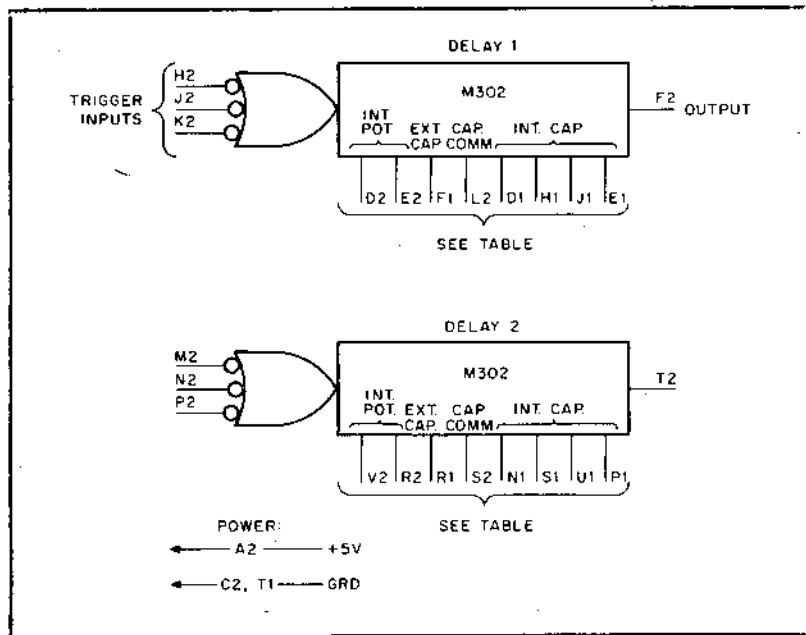 DELAY 1
H2
J2
K2
TRIGGER
INPUTS
M302
F2 OUTPUT
INT
POT
EXT CAP.
CAP COMM
INT. CAP
D2 E2 F1 L2 D1 H1 J1 E1
SEE TABLE
DELAY 2
M2
N2
P2
M302
T2
INT.
POT.
EXT. CAP
CAP. COMM
INT. CAP.
V2 R2 R1 S2 N1 S1 U1 P1
SEE TABLE
POWER:
A2 +5V
C2, T1 GRD